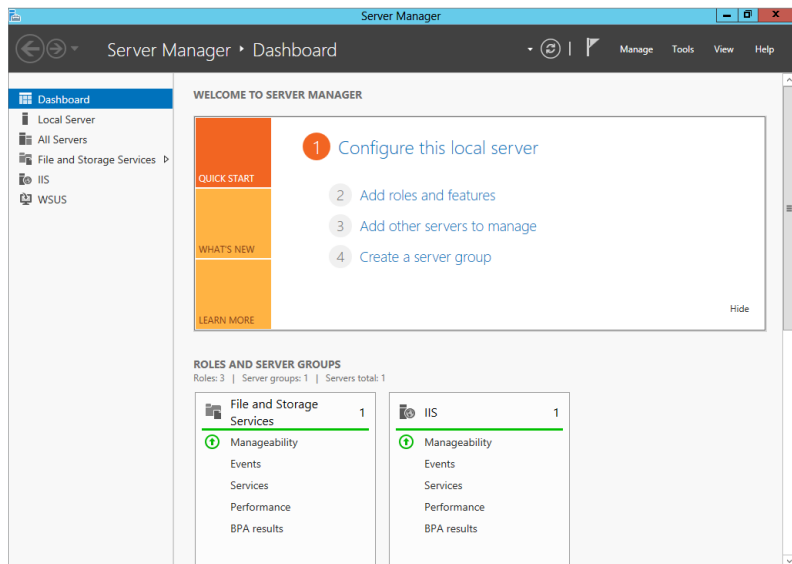 Server Manager
Server Manager ‣ Dashboard
Manage Tools View Help
Dashboard
Local Server
All Servers
File and Storage Services
IIS
WSUS
WELCOME TO SERVER MANAGER
QUICK START
WHAT'S NEW
LEARN MORE
1 Configure this local server
2 Add roles and features
3 Add other servers to manage
4 Create a server group
Hide
ROLES AND SERVER GROUPS
Roles: 3 | Server groups: 1 | Servers total: 1
File and Storage
Services
1
Manageability
Events
Services
Performance
BPA results
IIS 1
Manageability
Events
Services
Performance
BPA results